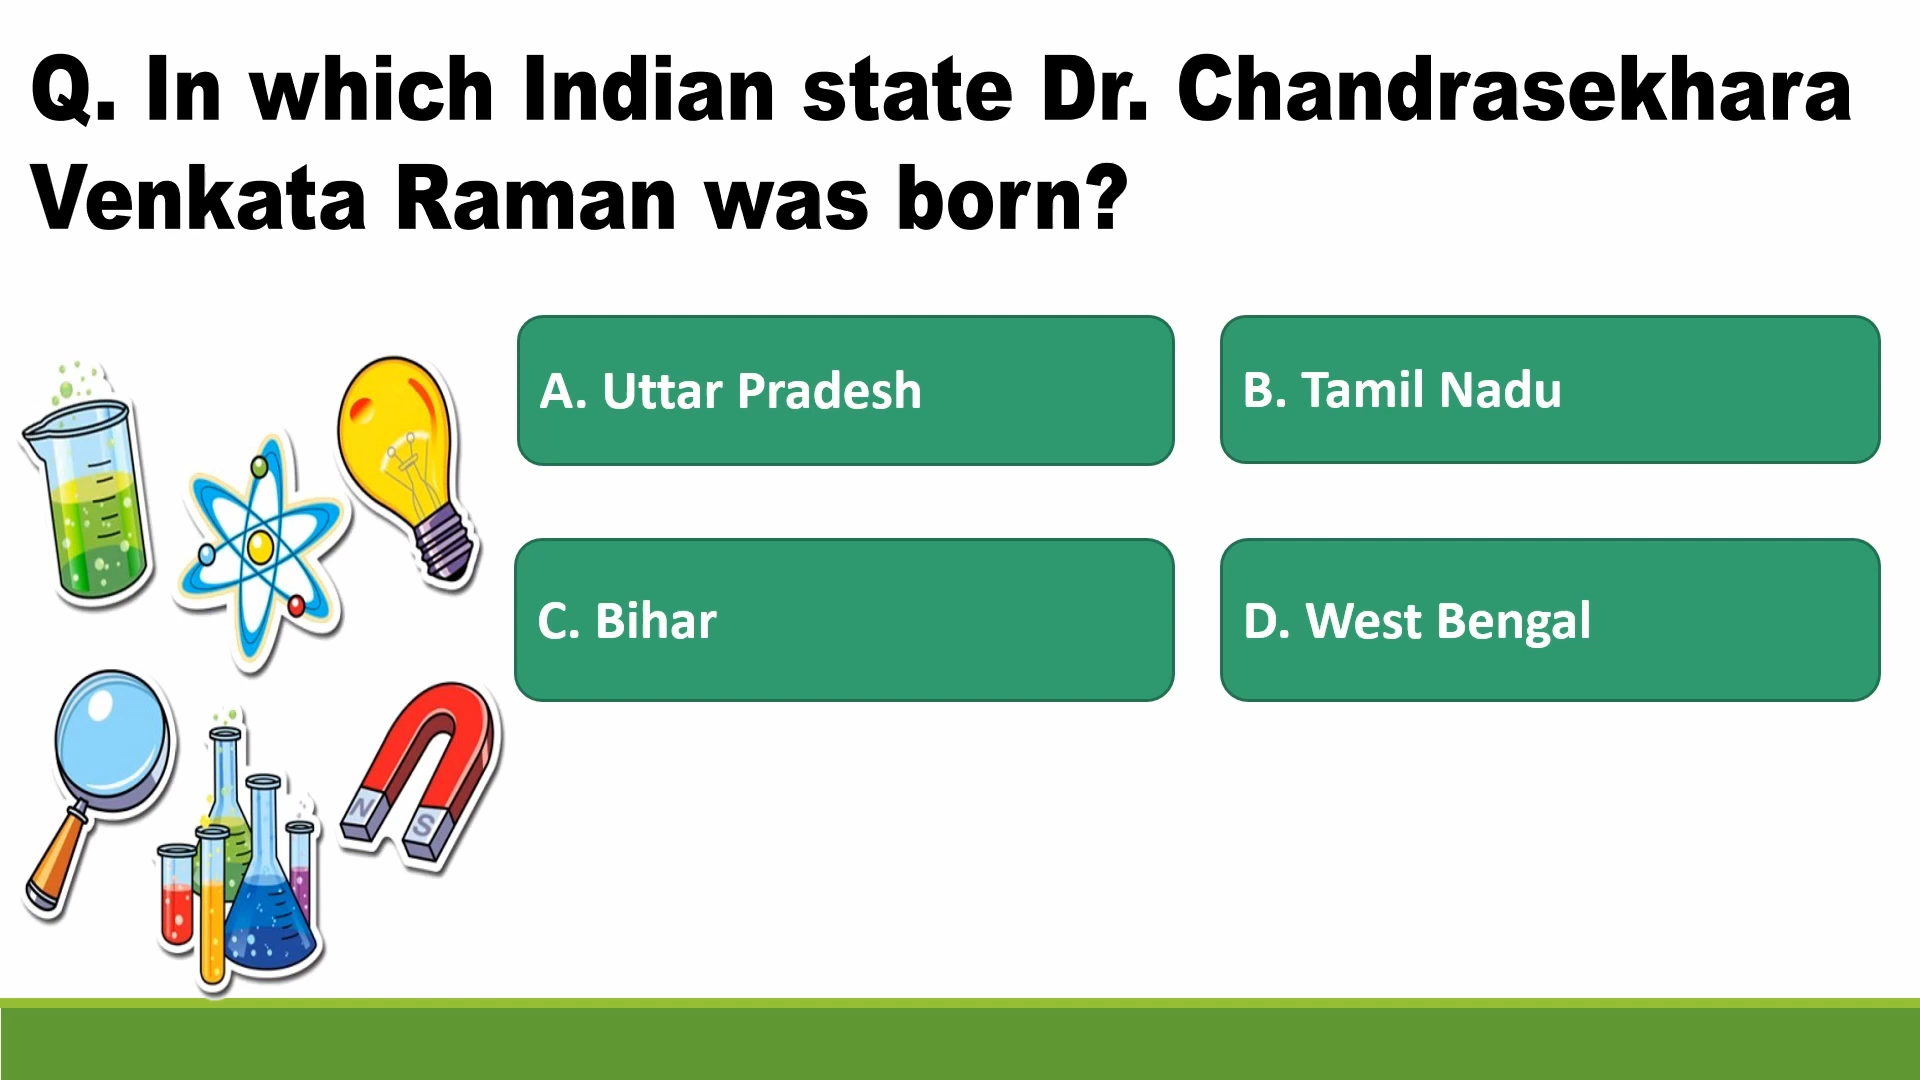 Q. In which Indian state Dr. Chandrasekhara
Venkata Raman was born?
A. Uttar Pradesh
B. Tamil Nadu
C. Bihar
D. West Bengal
N
S